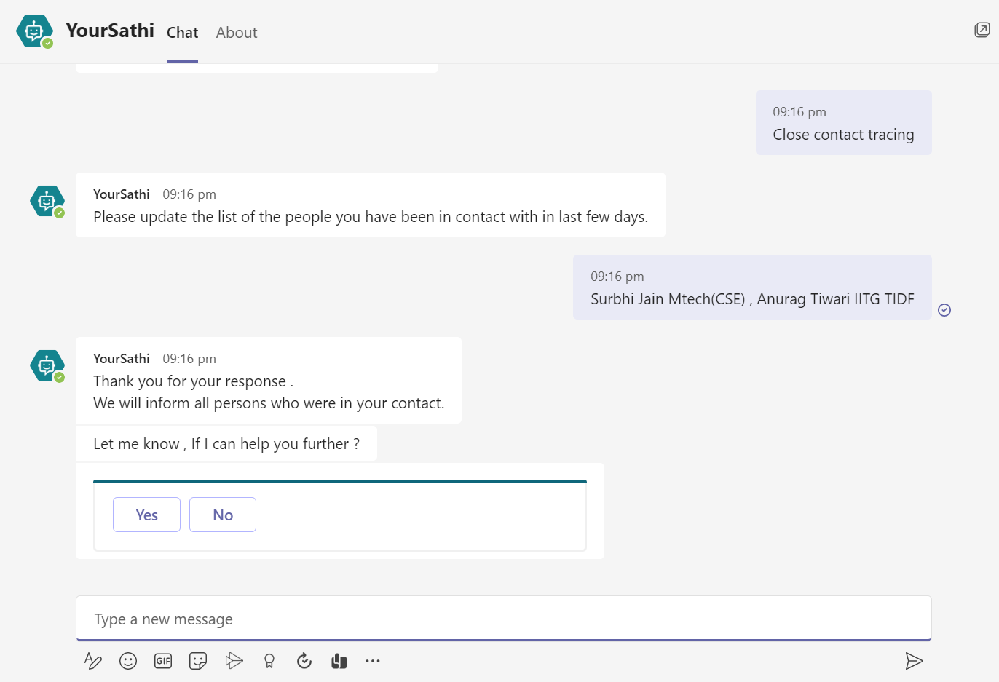 YourSathi Chat About
09:16 pm
Close contact tracing
YourSathi 09:16 pm
Please update the list of the people you have been in contact with in last few days.
09:16 pm
Surbhi Jain Mtech(CSE) , Anurag Tiwari IITG TIDF
YourSathi 09:16 pm
Thank you for your response .
We will inform all persons who were in your contact.
Let me know , If I can help you further ?
Yes No
Type a new message
GIF